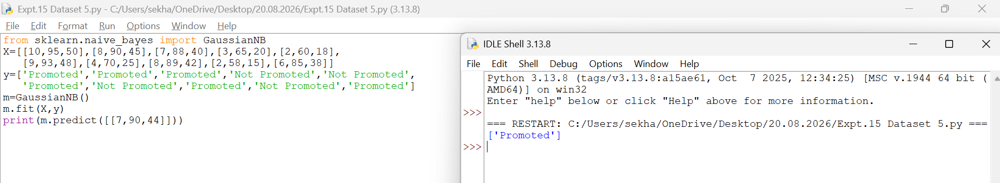 Expt.15 Dataset 5.py - C:/Users/sekha/OneDrive/Desktop/20.08.2026/Expt.15 Dataset 5.py (3.13.8)
File Edit Format Run Options Window Help
from sklearn.naive_bayes import GaussianNB
X=[[10,95,50],[8,90,45],[7,88,40],[3,65,20],[2,60,18],
[9,93,48],[4,70,25],[8,89,42],[2,58,15],[6,85,38]]
y=['Promoted','Promoted','Promoted','Not Promoted','Not Promoted',
'Promoted','Not Promoted','Promoted','Not Promoted','Promoted']
m=GaussianNB()
m.fit(X,y)
print(m.predict([[7,90,44]]))
IDLE Shell 3.13.8
File Edit Shell Debug Options Window Help
Python 3.13.8 (tags/v3.13.8:a15ae61, Oct  7 2025, 12:34:25) [MSC v.1944 64 bit (
AMD64)] on win32
Enter "help" below or click "Help" above for more information.
>>>
=== RESTART: C:/Users/sekha/OneDrive/Desktop/20.08.2026/Expt.15 Dataset 5.py ===
['Promoted']
>>>